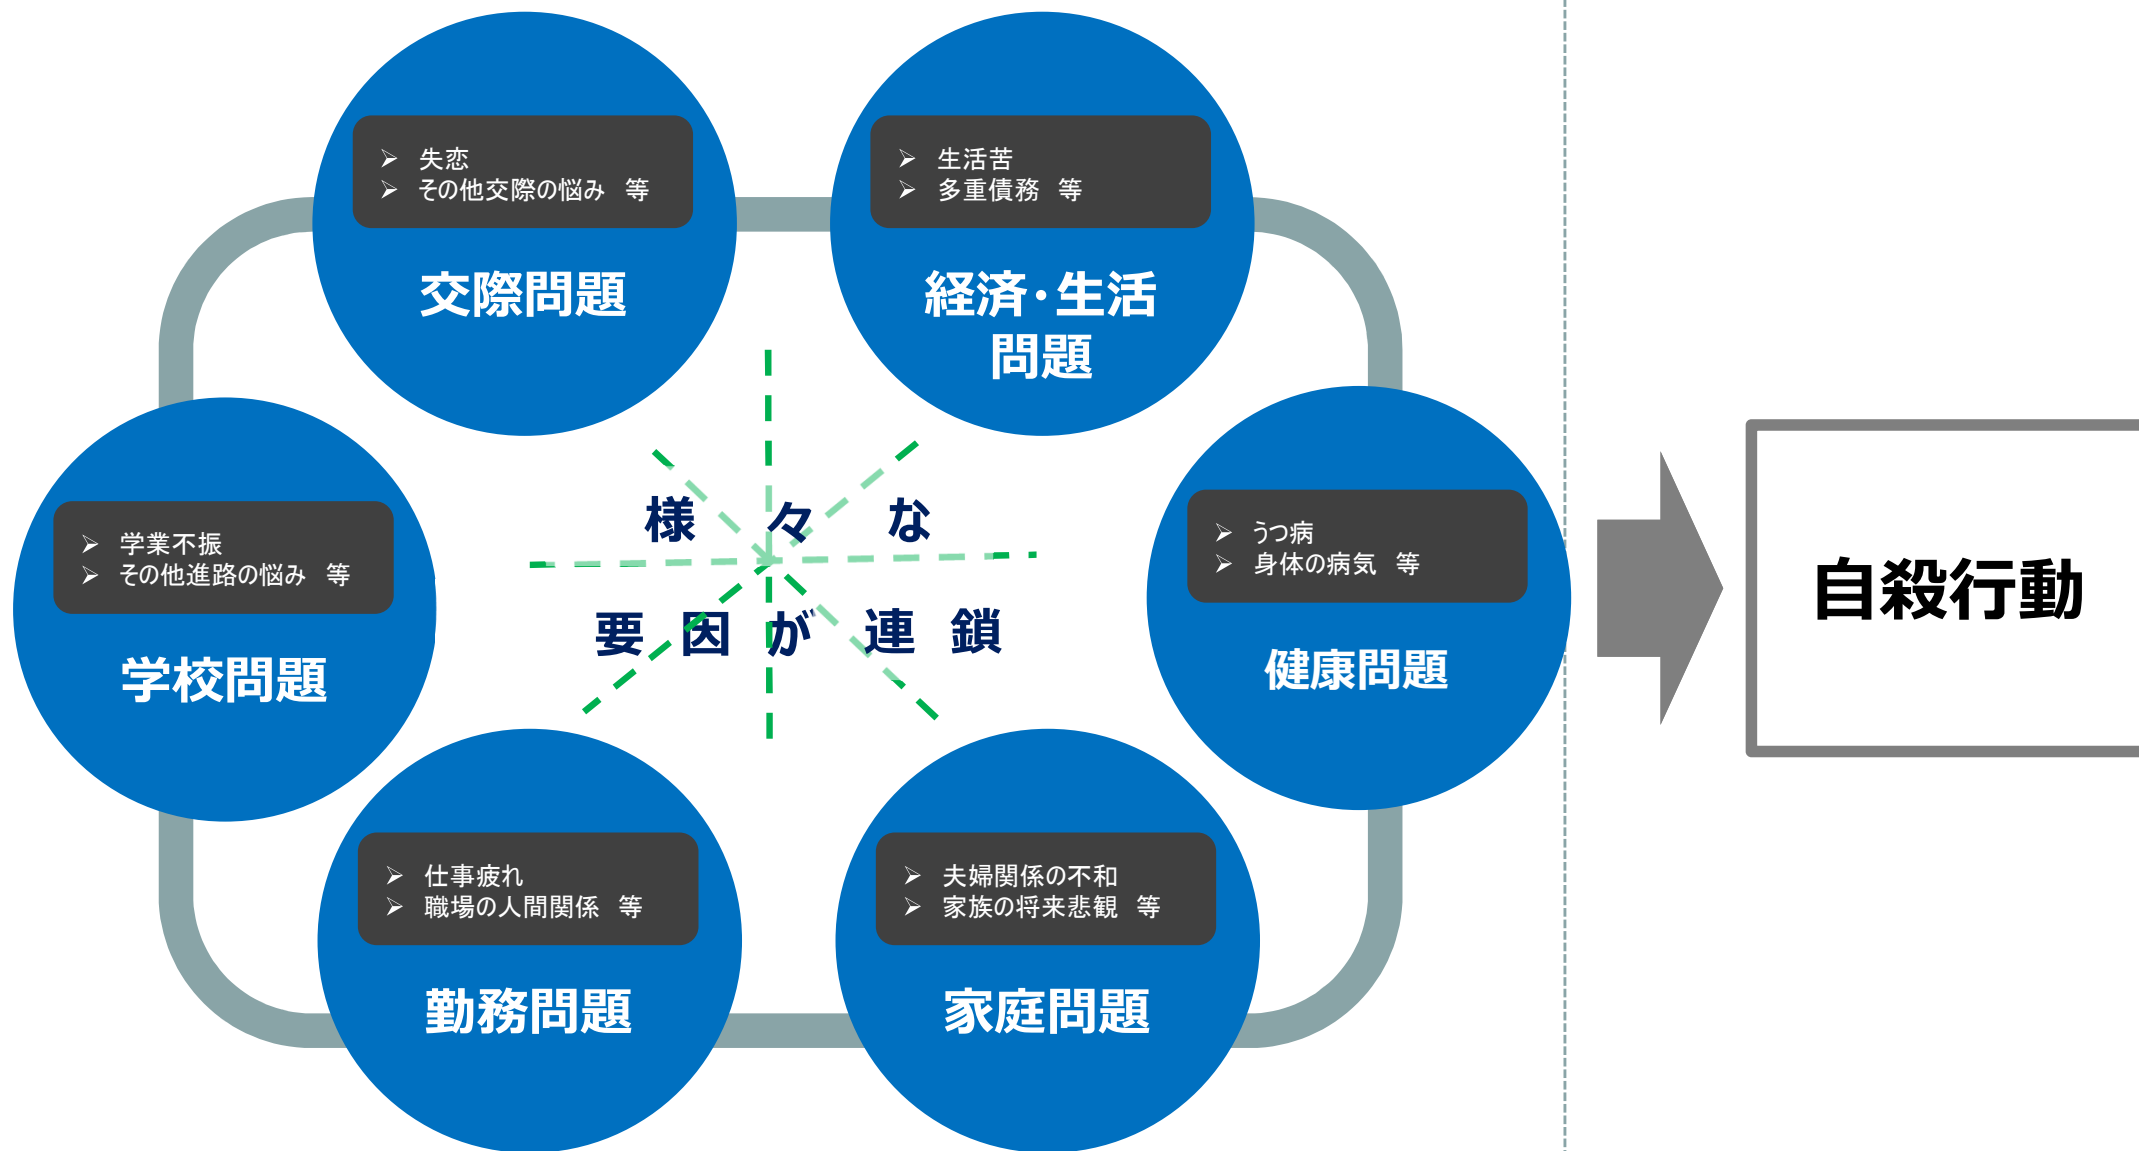 ➢ 失恋
➢ その他交際の悩み 等
交際問題
➢ 生活苦
➢ 多重債務 等
経済・生活
問題
➢ 学業不振
➢ その他進路の悩み 等
学校問題
様々な
要因が連鎖
➢ うつ病
➢ 身体の病気 等
健康問題
➢ 仕事疲れ
➢ 職場の人間関係 等
勤務問題
➢ 夫婦関係の不和
➢ 家族の将来悲観 等
家庭問題
自殺行動